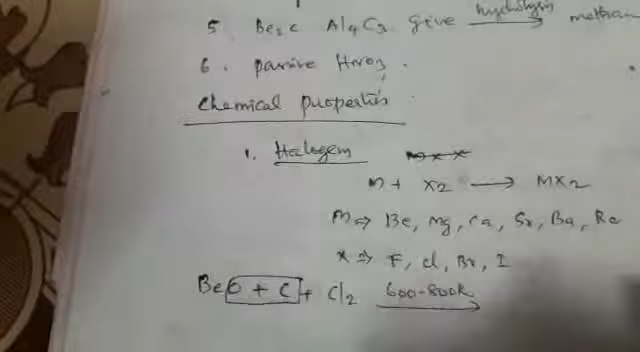 5. Be2C Al4C3 give hydrolysis → methan
6. passive HNO3.
Chemical properties
1. Halogen
M + X2 → MX2
M ⇒ Be, Mg, Ca, Sr, Ba, Ra
X ⇒ F, Cl, Br, I
BeO + C + Cl2 600-800K →